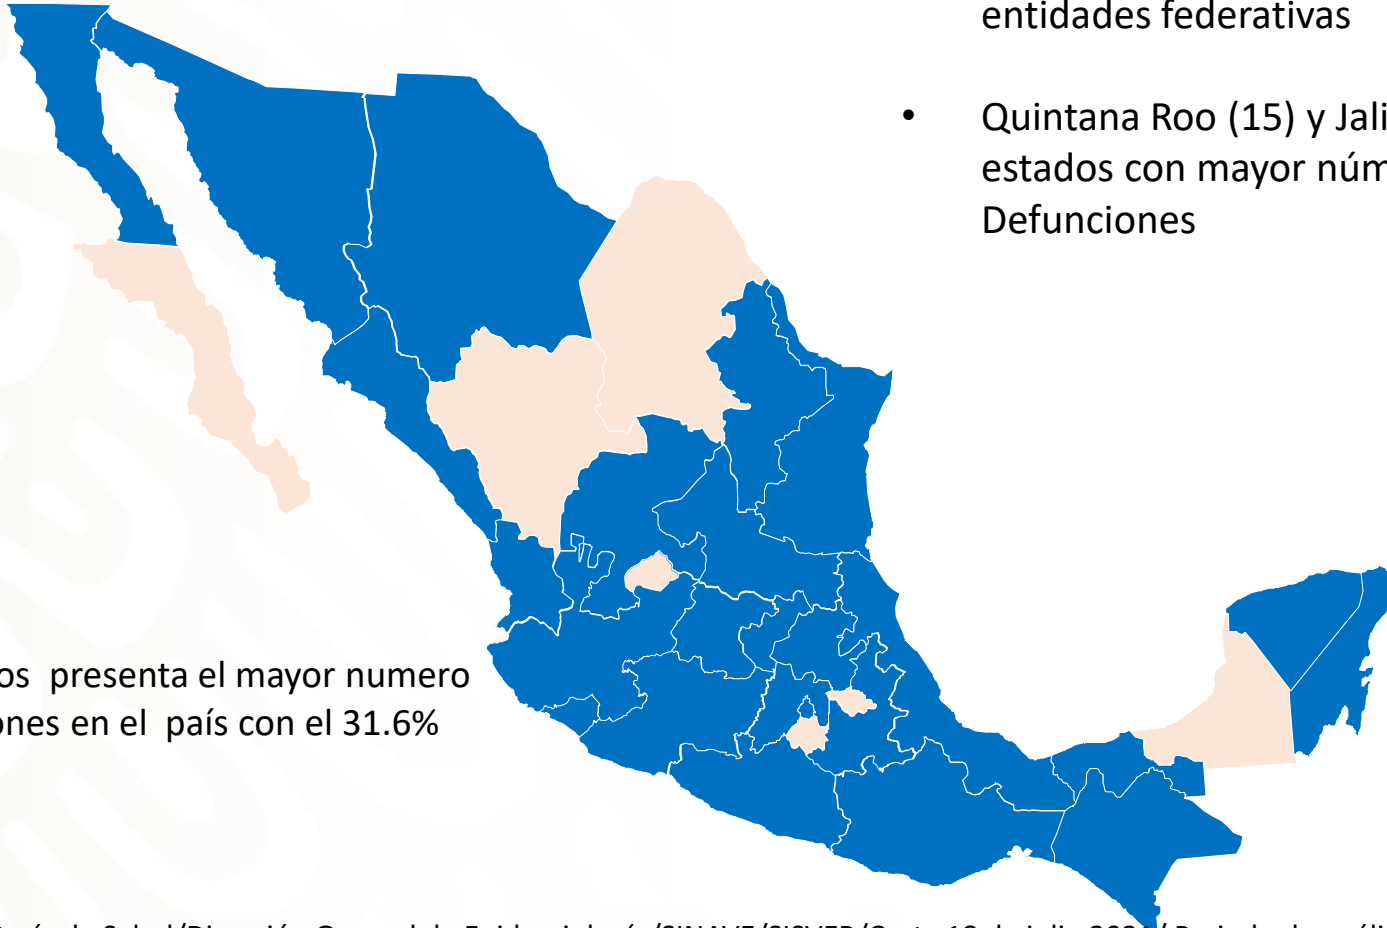 entidades federativas
• Quintana Roo (15) y Jali
estados con mayor núm
Defunciones
os presenta el mayor numero
ones en el país con el 31.6%